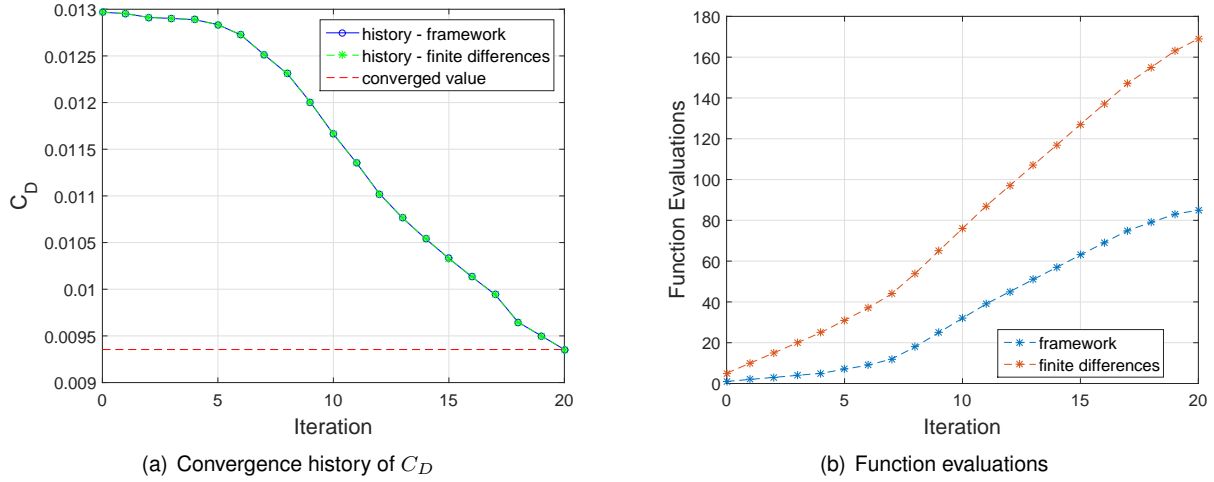 0.013
0.0125
0.012
0.0115
0.011
0.0105
0.01
0.0095
0.009
C_D
0 5 10 15 20
Iteration
history - framework
history - finite differences
converged value
(a) Convergence history of C_D
180
160
140
120
100
80
60
40
20
0
Function Evaluations
0 5 10 15 20
Iteration
framework
finite differences
(b) Function evaluations